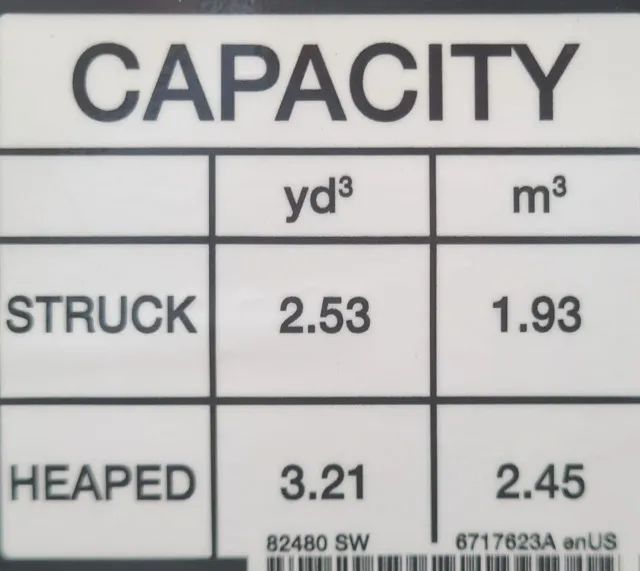 CAPACITY
yd³ m³
STRUCK 2.53 1.93
HEAPED 3.21 2.45
82480 SW 6717623A enUS